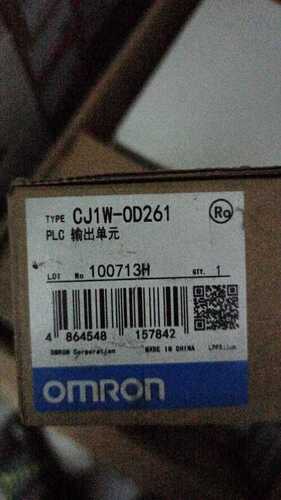 TYPE CJ1W-OD261
PLC 输出单元
LOT No 100713H QTY. 1
4 864548 157842
OMRON Corporation MADE IN CHINA
OMRON